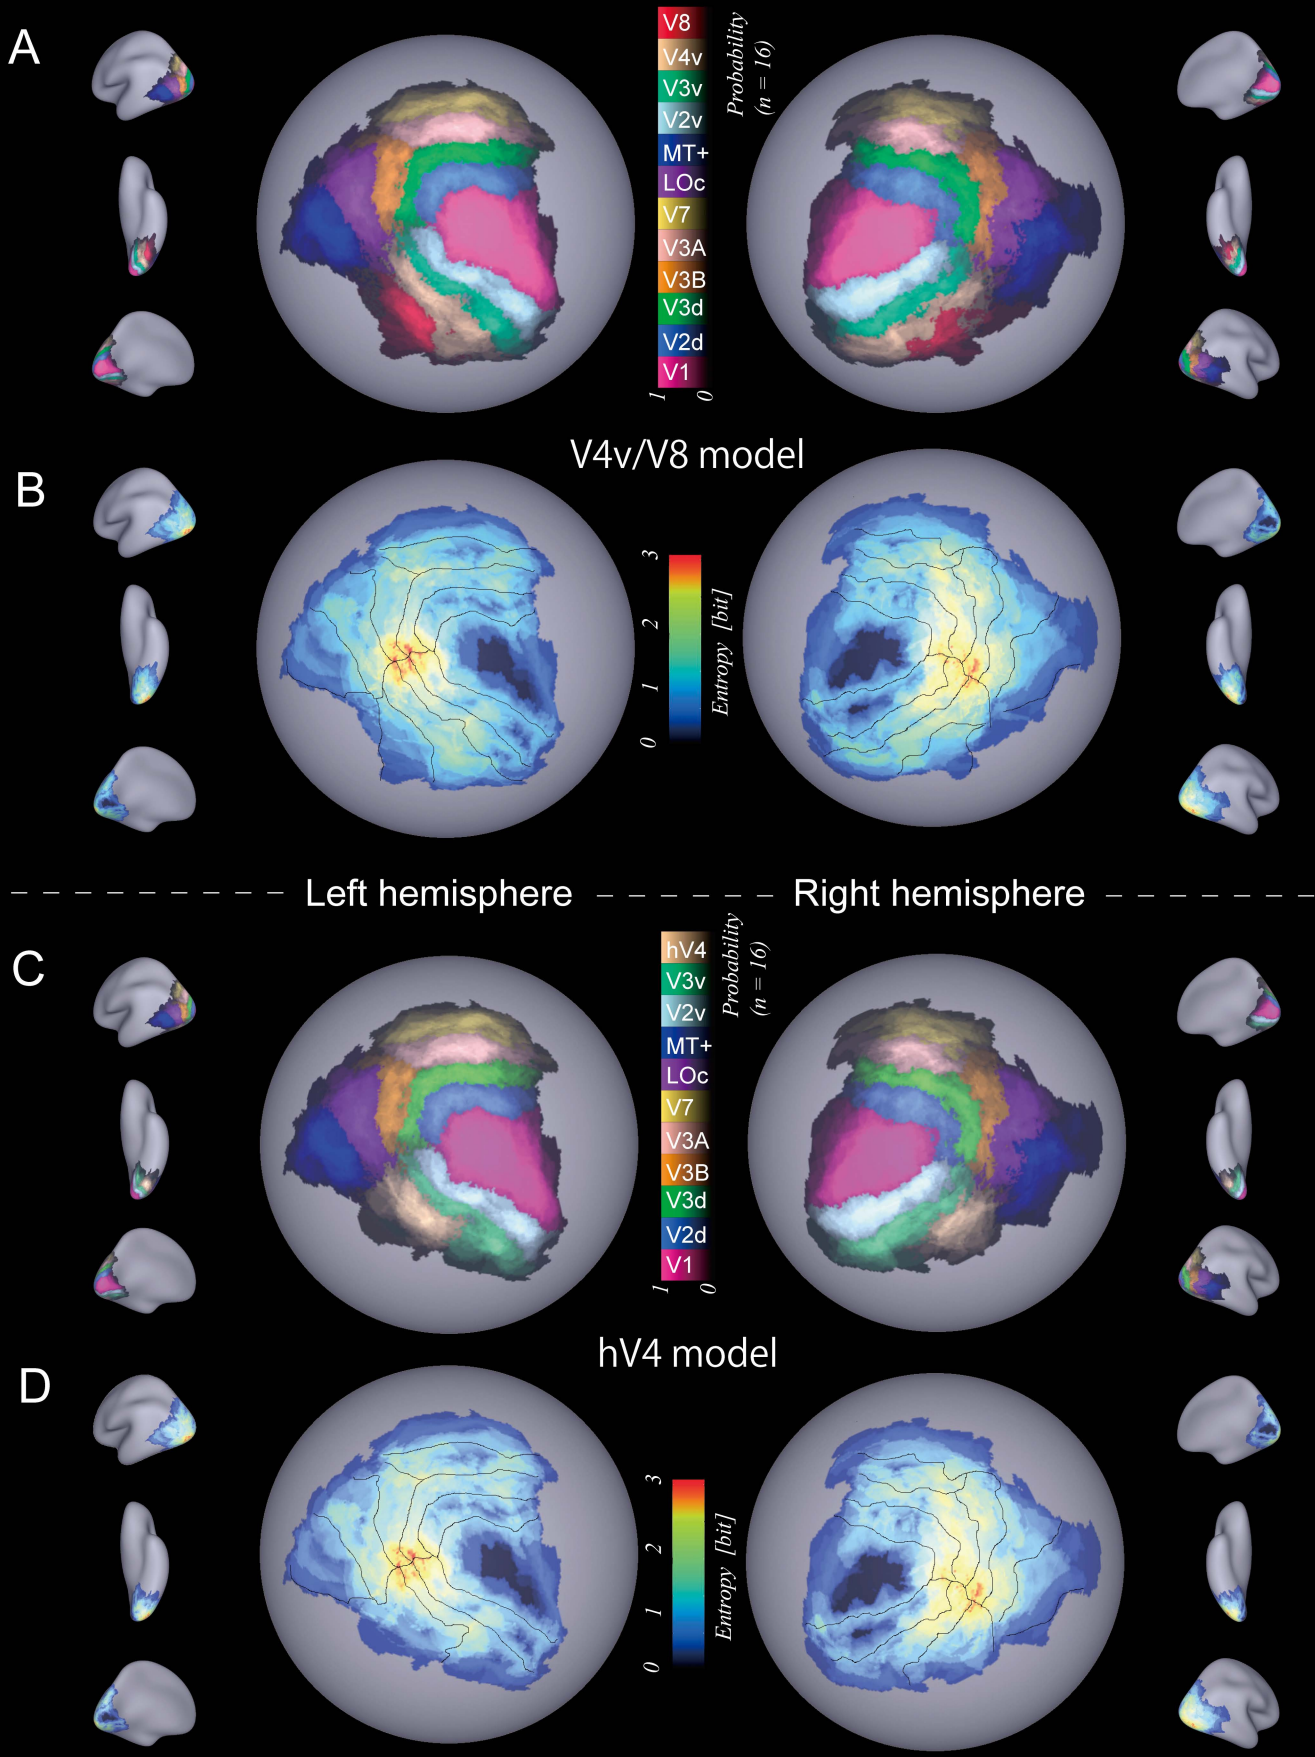 A
V8
V4v
V3v
V2v
MT+
LOc
V7
V3A
V3B
V3d
V2d
V1
1 0
Probability
(n = 16)
V4v/V8 model
B
3
2
1
0
Entropy [bit]
Left hemisphere
Right hemisphere
C
hV4
V3v
V2v
MT+
LOc
V7
V3A
V3B
V3d
V2d
V1
1 0
Probability
(n = 16)
hV4 model
D
3
2
1
0
Entropy [bit]